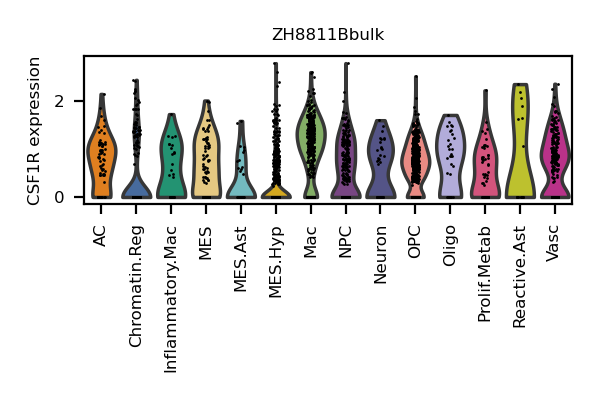 ZH8811Bbulk
CSF1R expression
2
0
AC
Chromatin.Reg
Inflammatory.Mac
MES
MES.Ast
MES.Hyp
Mac
NPC
Neuron
OPC
Oligo
Prolif.Metab
Reactive.Ast
Vasc